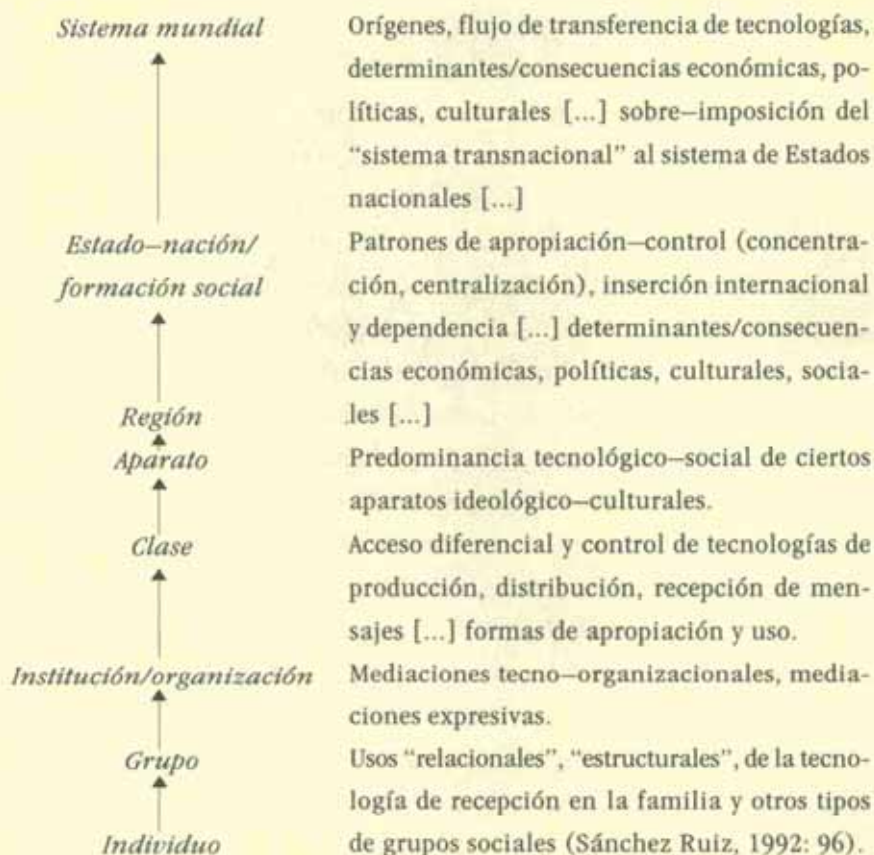 Sistema mundial Orígenes, flujo de transferencia de tecnologías,
determinantes/consecuencias económicas, po-
líticas, culturales [...] sobre—imposición del
“sistema transnacional” al sistema de Estados
nacionales [...]
Estado—nación/ Patrones de apropiación—control (concentra-
formación social ción, centralización), inserción internacional
y dependencia [...] determinantes/consecuen-
cias económicas, políticas, culturales, socia-
Región les [...]
Aparato Predominancia tecnológico—social de ciertos
aparatos ideológico—culturales.
Clase Acceso diferencial y control de tecnologías de
producción, distribución, recepción de men-
sajes [...] formas de apropiación y uso.
Institución/organización Mediaciones tecno—organizacionales, media-
ciones expresivas.
Grupo Usos “relacionales”, “estructurales”, de la tecno-
logía de recepción en la familia y otros tipos
Individuo de grupos sociales (Sánchez Ruiz, 1992: 96).